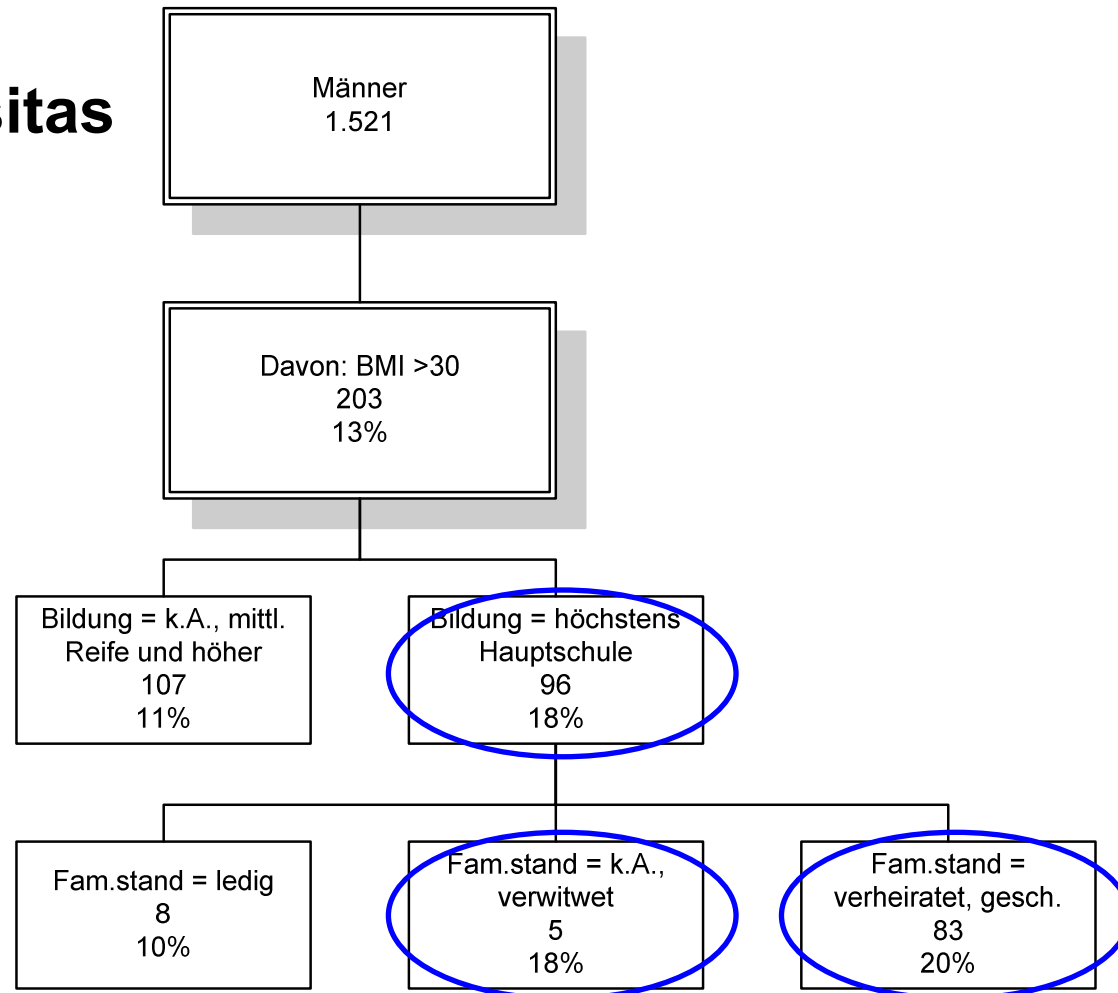 sitas
Männer
1.521
Davon: BMI >30
203
13%
Bildung = k.A., mittl.
Reife und höher
107
11%
Bildung = höchstens
Hauptschule
96
18%
Fam.stand = ledig
8
10%
Fam.stand = k.A.,
verwitwet
5
18%
Fam.stand =
verheiratet, gesch.
83
20%